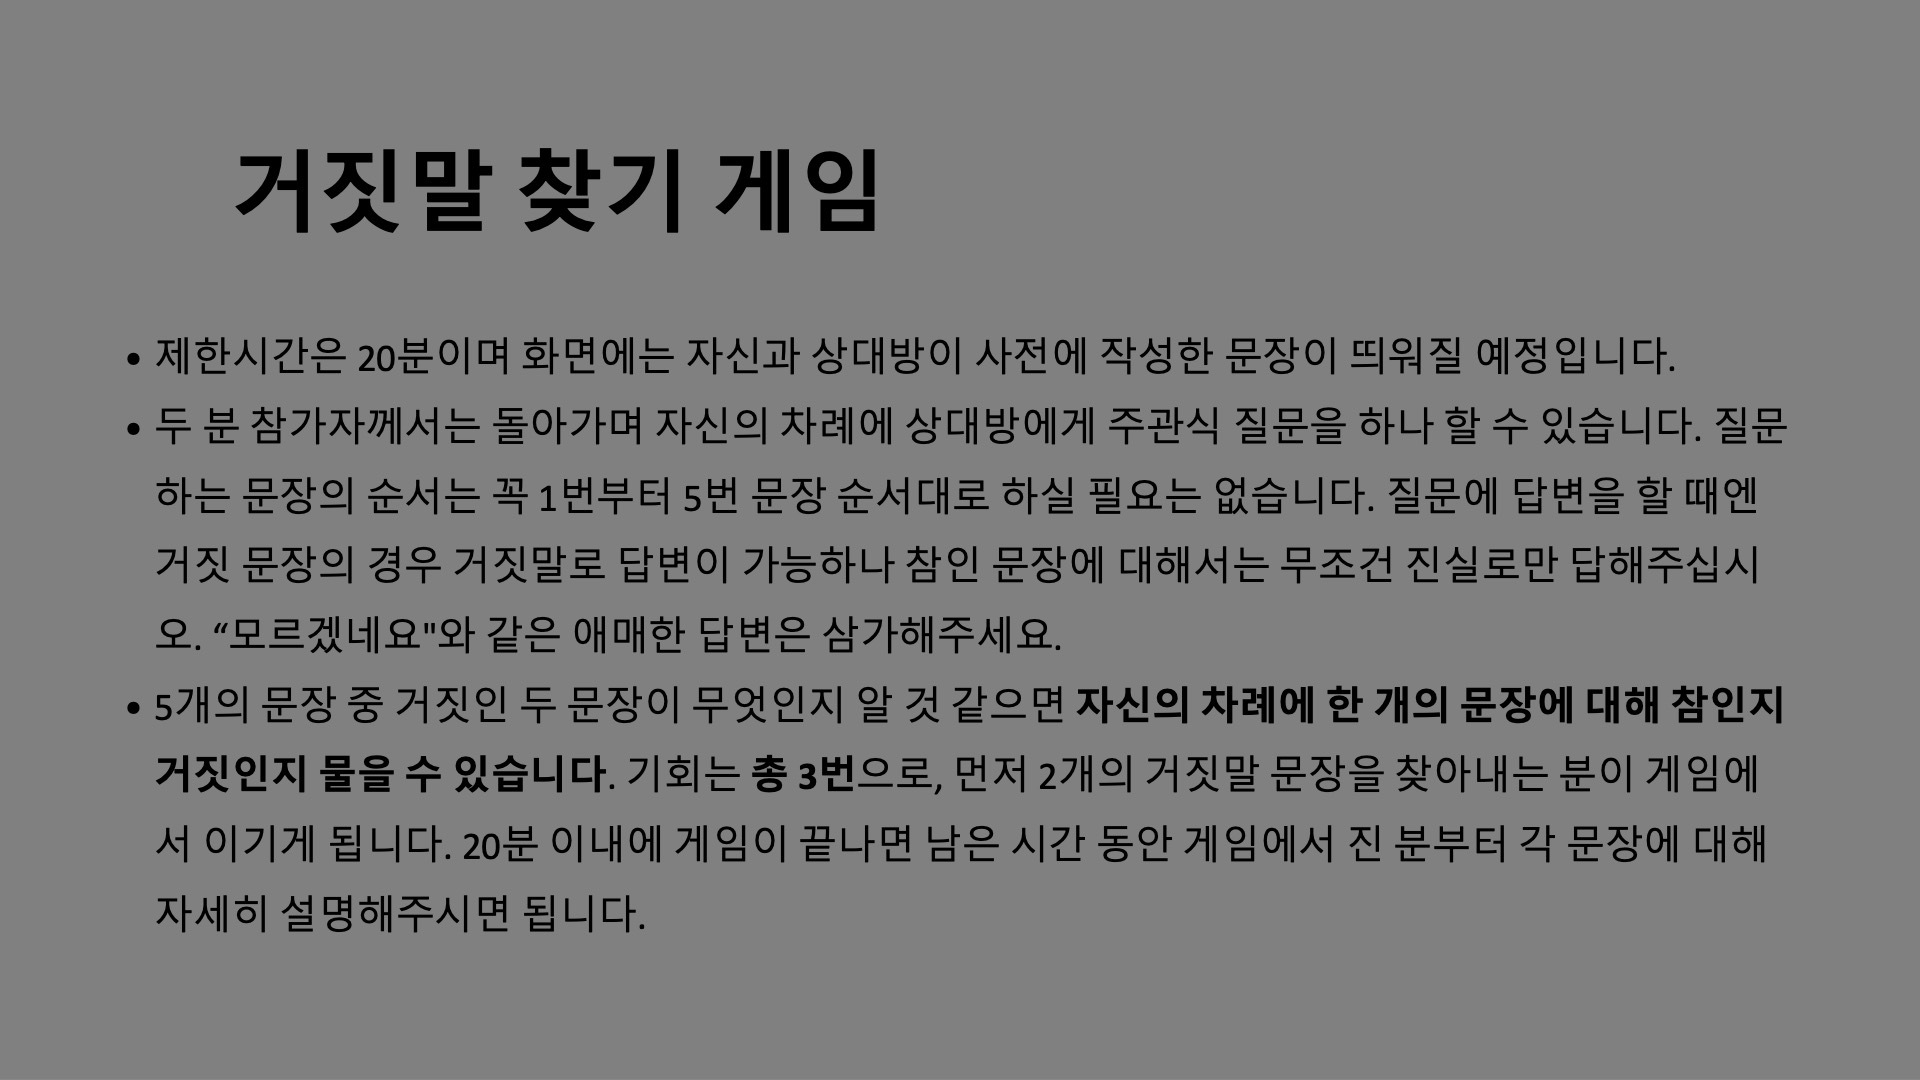 거짓말 찾기 게임
• 제한시간은 20분이며 화면에는 자신과 상대방이 사전에 작성한 문장이 띄워질 예정입니다.
• 두 분 참가자께서는 돌아가며 자신의 차례에 상대방에게 주관식 질문을 하나 할 수 있습니다. 질문
하는 문장의 순서는 꼭 1번부터 5번 문장 순서대로 하실 필요는 없습니다. 질문에 답변을 할 때엔
거짓 문장의 경우 거짓말로 답변이 가능하나 참인 문장에 대해서는 무조건 진실로만 답해주십시
오. “모르겠네요"와 같은 애매한 답변은 삼가해주세요.
• 5개의 문장 중 거짓인 두 문장이 무엇인지 알 것 같으면 자신의 차례에 한 개의 문장에 대해 참인지
거짓인지 물을 수 있습니다. 기회는 총 3번으로, 먼저 2개의 거짓말 문장을 찾아내는 분이 게임에
서 이기게 됩니다. 20분 이내에 게임이 끝나면 남은 시간 동안 게임에서 진 분부터 각 문장에 대해
자세히 설명해주시면 됩니다.